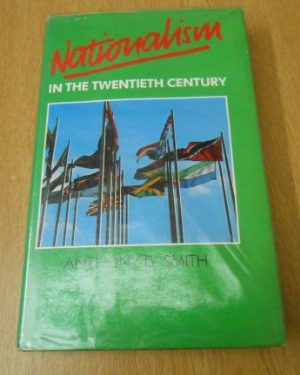 Nationalism
IN THE TWENTIETH CENTURY
ANTHONY D. SMITH